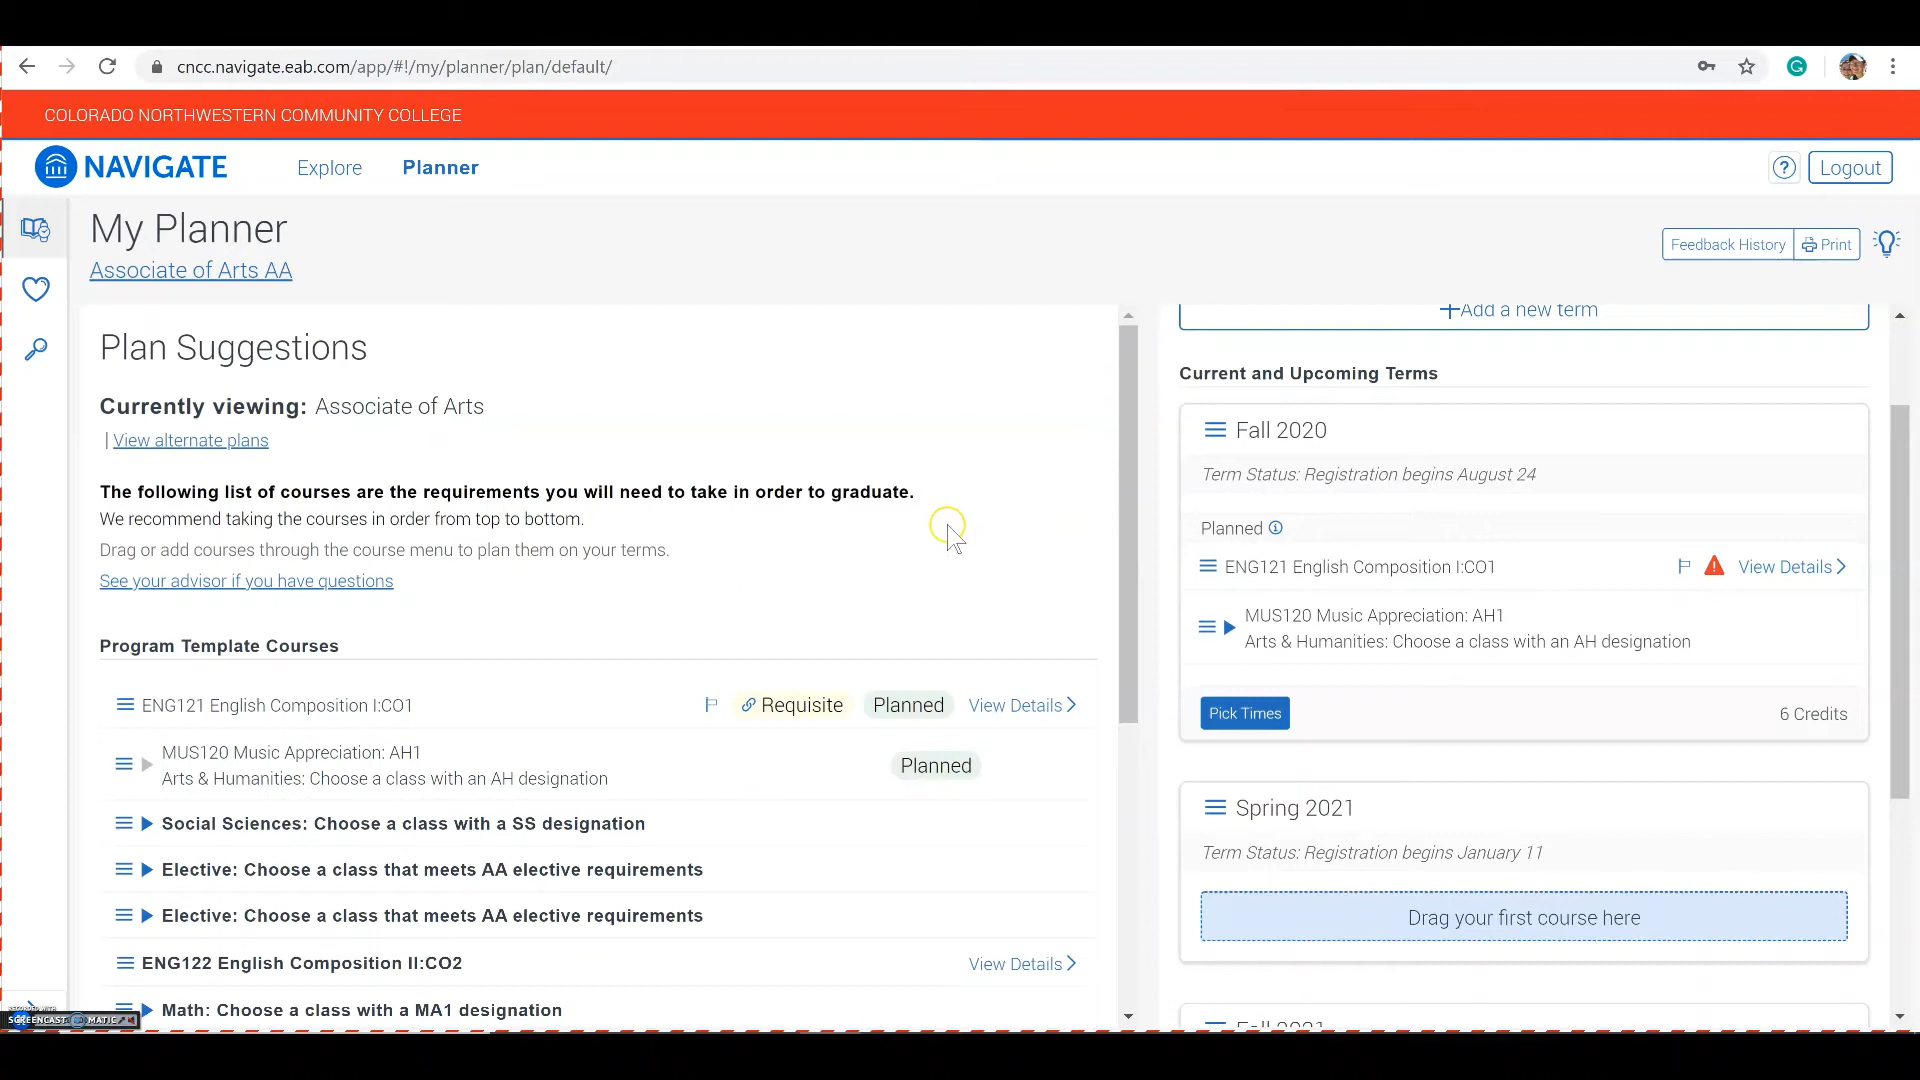 cncc.navigate.eab.com/app/#!/my/planner/plan/default/
COLORADO NORTHWESTERN COMMUNITY COLLEGE
NAVIGATE
Explore
Planner
?
Logout
My Planner
Associate of Arts AA
Feedback History
Print
Plan Suggestions
Currently viewing: Associate of Arts
| View alternate plans
The following list of courses are the requirements you will need to take in order to graduate.
We recommend taking the courses in order from top to bottom.
Drag or add courses through the course menu to plan them on your terms.
See your advisor if you have questions
Program Template Courses
ENG121 English Composition I:CO1
Requisite
Planned
View Details
MUS120 Music Appreciation: AH1
Arts & Humanities: Choose a class with an AH designation
Planned
Social Sciences: Choose a class with a SS designation
Elective: Choose a class that meets AA elective requirements
Elective: Choose a class that meets AA elective requirements
ENG122 English Composition II:CO2
View Details
Math: Choose a class with a MA1 designation
+Add a new term
Current and Upcoming Terms
Fall 2020
Term Status: Registration begins August 24
Planned
ENG121 English Composition I:CO1
View Details
MUS120 Music Appreciation: AH1
Arts & Humanities: Choose a class with an AH designation
Pick Times
6 Credits
Spring 2021
Term Status: Registration begins January 11
Drag your first course here
Fall 2021
RECORDED WITH
SCREENCAST MATIC